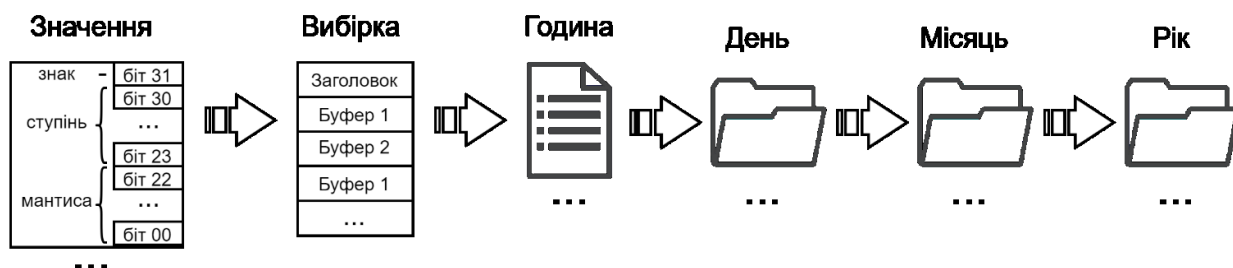 Значення
Вибірка
Година
День
Місяць
Рік
знак
біт 31
біт 30
ступінь
...
біт 23
біт 22
мантиса
...
біт 00
...
Заголовок
Буфер 1
Буфер 2
Буфер 1
...
...
...
...
...